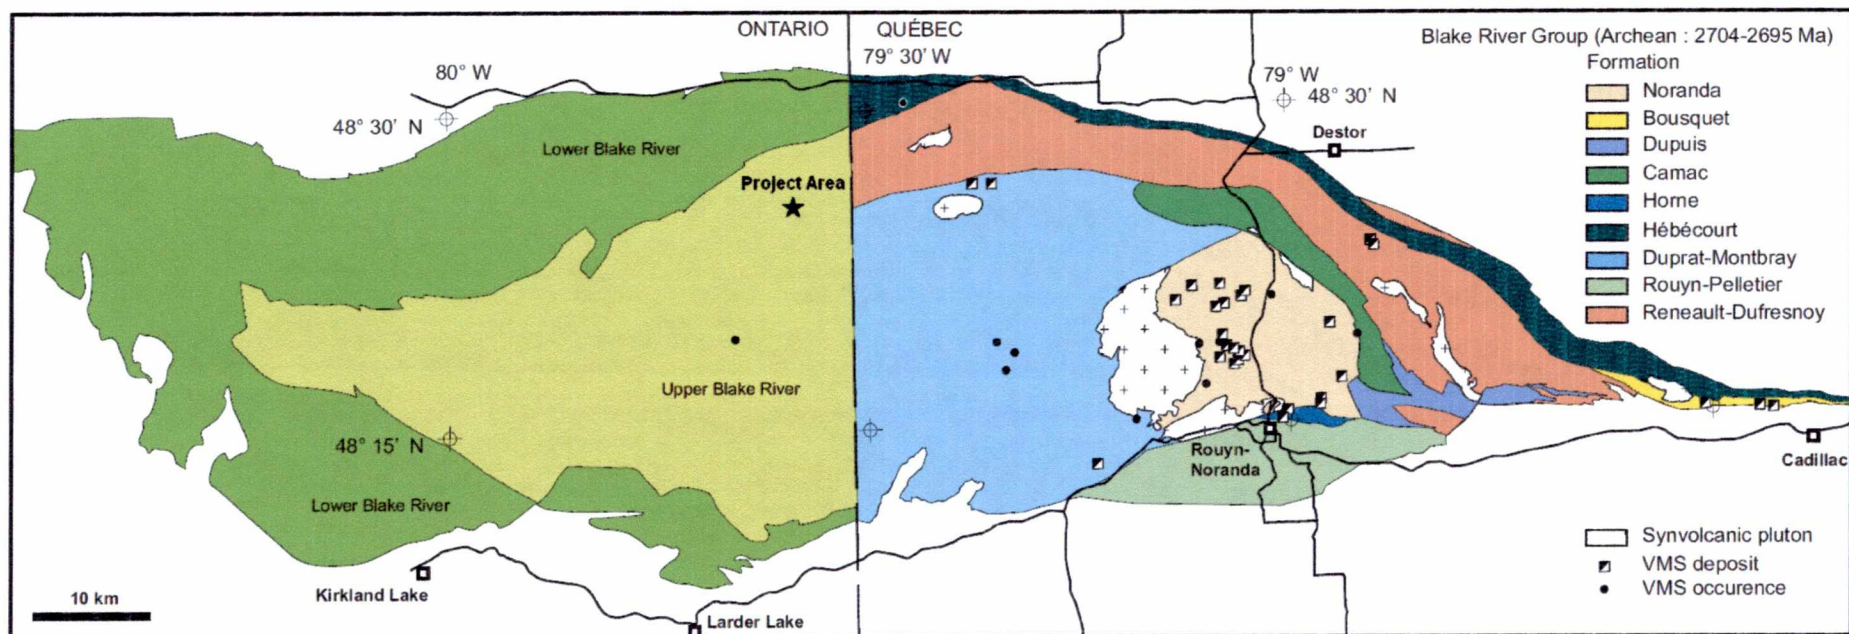 ONTARIO
QUÉBEC
Blake River Group (Archean : 2704-2695 Ma)
Formation
79° 30' W
80° W
79° W
48° 30' N
48° 30' N
Noranda
Bousquet
Dupuis
Camac
Horne
Hébécourt
Duprat-Montbray
Rouyn-Pelletier
Reneault-Dufresnoy
Destor
Lower Blake River
Project Area
Upper Blake River
48° 15' N
Lower Blake River
Rouyn-
Noranda
Cadillac
Synvolcanic pluton
VMS deposit
VMS occurence
Kirkland Lake
Larder Lake
10 km